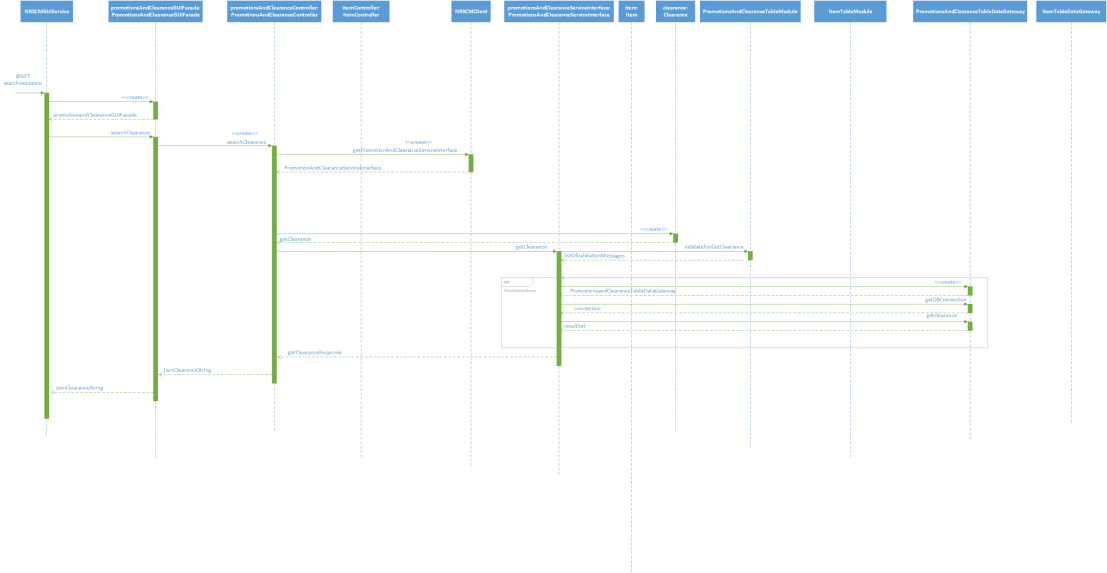 NRSCMGUIService
promotionsAndClearanceGUIFacade
PromotionsAndClearanceGUIFacade
promotionsAndClearanceController:
PromotionsAndClearanceController
itemController:
ItemController
NRSCMClient
promotionsAndClearanceServiceInterface:
PromotionsAndClearanceServiceInterface
item:
Item
clearance:
Clearance
PromotionsAndClearanceTableModule
ItemTableModule
PromotionsAndClearanceTableDataGateway
ItemTableDataGateway
@GET
searchclearance
<<create>>
promotionandClearanceGUIFacade
searchClearance
<<create>>
searchClearance
<<create>>
getPromotionAndClearanceServiceInterface
PromotionAndClearanceServiceInterface
<<create>>
getClearance
getClearance
validateForGetClearance
listOfValidationMessages
<<create>>
PromotionsandClearanceTableDataGateway
getDBConnection
connection
resultSet
getClearanceResponse
jsonClearanceString
jsonClearanceString